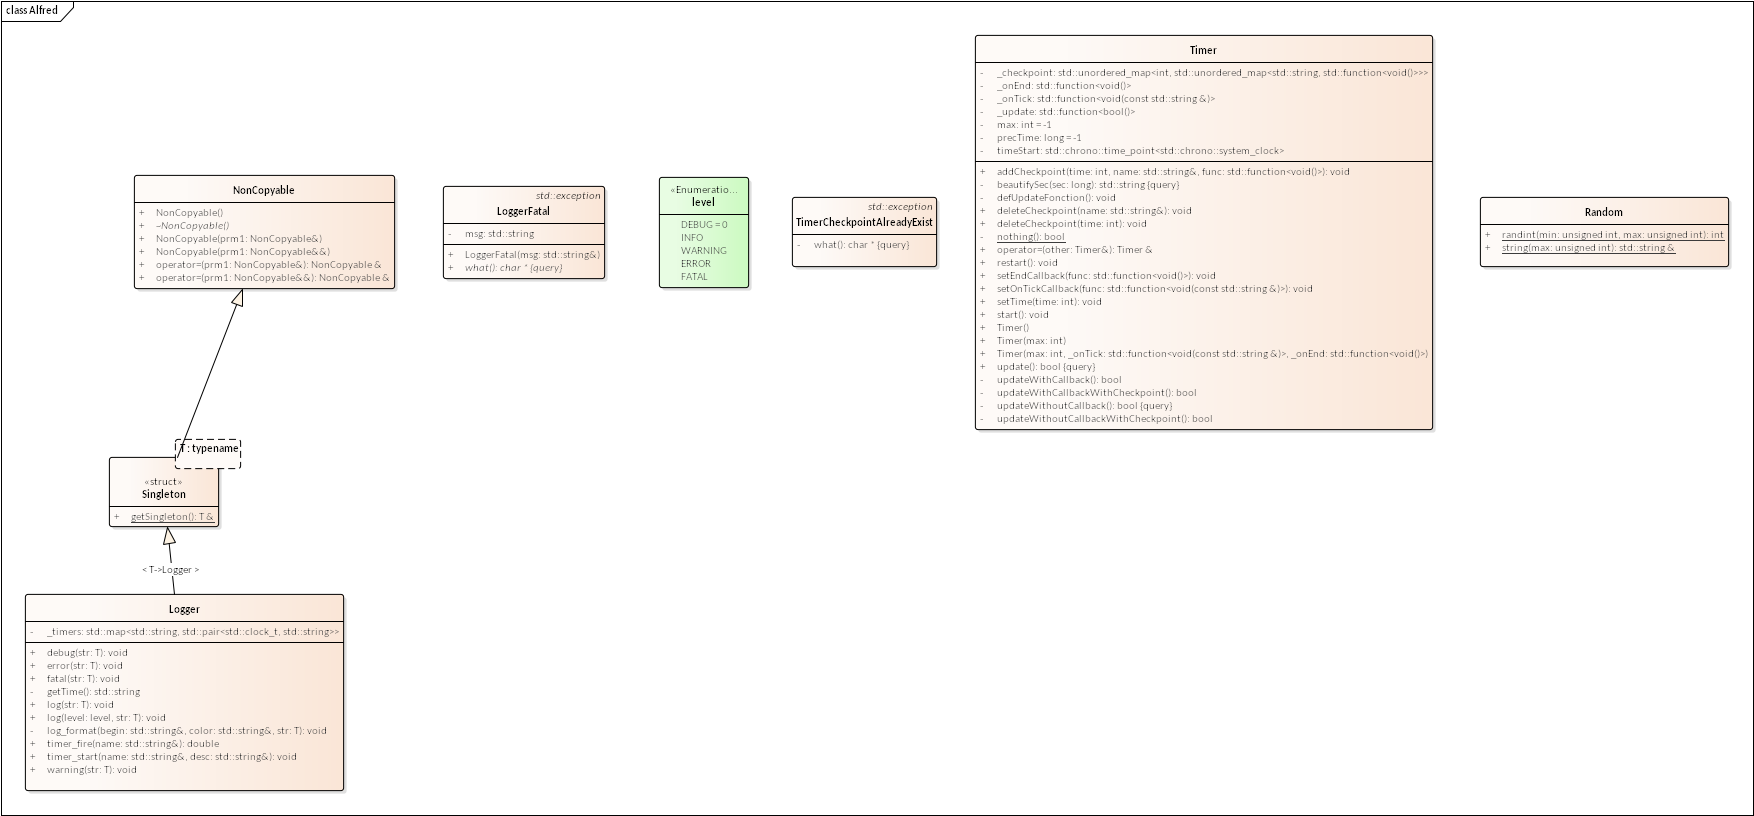 class Alfred
NonCopyable
+ NonCopyable()
+ ~NonCopyable()
+ NonCopyable(prm1: NonCopyable&)
+ NonCopyable(prm1: NonCopyable&&)
+ operator=(prm1: NonCopyable&): NonCopyable &
+ operator=(prm1: NonCopyable&&): NonCopyable &
std::exception
LoggerFatal
- msg: std::string
+ LoggerFatal(msg: std::string&)
+ what(): char * {query}
«Enumeratio...
level
DEBUG = 0
INFO
WARNING
ERROR
FATAL
std::exception
TimerCheckpointAlreadyExist
- what(): char * {query}
Timer
- _checkpoint: std::unordered_map<int, std::unordered_map<std::string, std::function<void()>>>
- _onEnd: std::function<void()>
- _onTick: std::function<void(const std::string &)>
- _update: std::function<bool()>
- max: int = -1
- precTime: long = -1
- timeStart: std::chrono::time_point<std::chrono::system_clock>
+ addCheckpoint(time: int, name: std::string&, func: std::function<void()>): void
- beautifySec(sec: long): std::string {query}
- defUpdateFonction(): void
+ deleteCheckpoint(name: std::string&): void
+ deleteCheckpoint(time: int): void
- nothing(): bool
+ operator=(other: Timer&): Timer &
+ restart(): void
+ setEndCallback(func: std::function<void()>): void
+ setOnTickCallback(func: std::function<void(const std::string &)>): void
+ setTime(time: int): void
+ start(): void
+ Timer()
+ Timer(max: int)
+ Timer(max: int, _onTick: std::function<void(const std::string &)>, _onEnd: std::function<void()>)
+ update(): bool {query}
- updateWithCallback(): bool
- updateWithCallbackWithCheckpoint(): bool
- updateWithoutCallback(): bool {query}
- updateWithoutCallbackWithCheckpoint(): bool
Random
+ randint(min: unsigned int, max: unsigned int): int
+ string(max: unsigned int): std::string &
T : typename
«struct»
Singleton
+ getSingleton(): T &
< T->Logger >
Logger
- _timers: std::map<std::string, std::pair<std::clock_t, std::string>>
+ debug(str: T): void
+ error(str: T): void
+ fatal(str: T): void
- getTime(): std::string
+ log(str: T): void
+ log(level: level, str: T): void
- log_format(begin: std::string&, color: std::string&, str: T): void
+ timer_fire(name: std::string&): double
+ timer_start(name: std::string&, desc: std::string&): void
+ warning(str: T): void